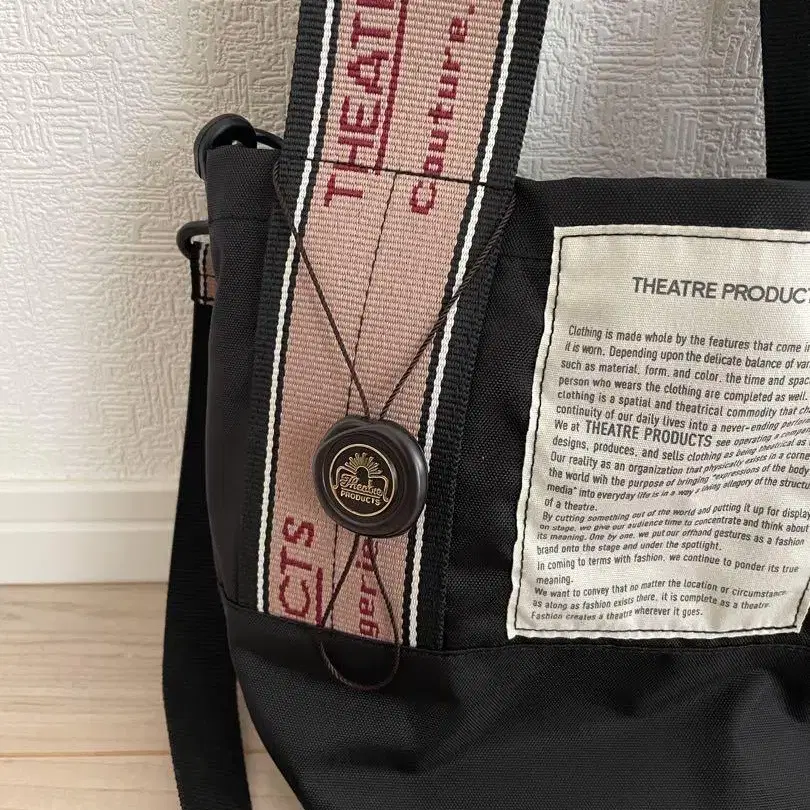 THEATR
Couture.
THEATRE PRODUCT
Clothing is made whole by the features that come i
it is worn. Depending upon the delicate balance of var
such as material, form, and color, the time and spac
person who wears the clothing are completed as well.
clothing is a spatial and theatrical commodity that ch
continuity of our daily lives into a never-ending perform
We at THEATRE PRODUCTS see operating a compan
designs, produces, and sells clothing as being theatrical as
Our reality as an organization that physically exists in a corne
the world wih the purpose of bringing "expressions of the body
media" into everyday life is in a way a living allegory of the structu
of a theatre.
By cutting something out of the world and putting it up for display
on stage, we give our audience time to concentrate and think about
its meaning. One by one, we put our offhand gestures as a fashion
brand onto the stage and under the spotlight.
In coming to terms with fashion, we continue to ponder its true
meaning.
We want to convey that no matter the location or circumstance
as along as fashion exists there, it is complete as a theatre.
Fashion creates a theatre wherever it goes.
Theatre
PRODUCTS
CTS
gerie